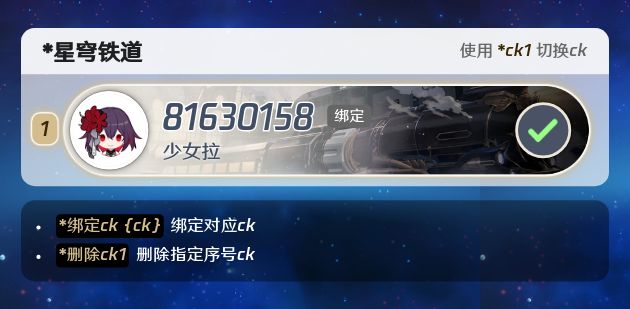 *星穹铁道
使用 *ck1 切换ck
1
81630158 绑定
少女拉
• *绑定ck {ck} 绑定对应ck
• *删除ck1 删除指定序号ck